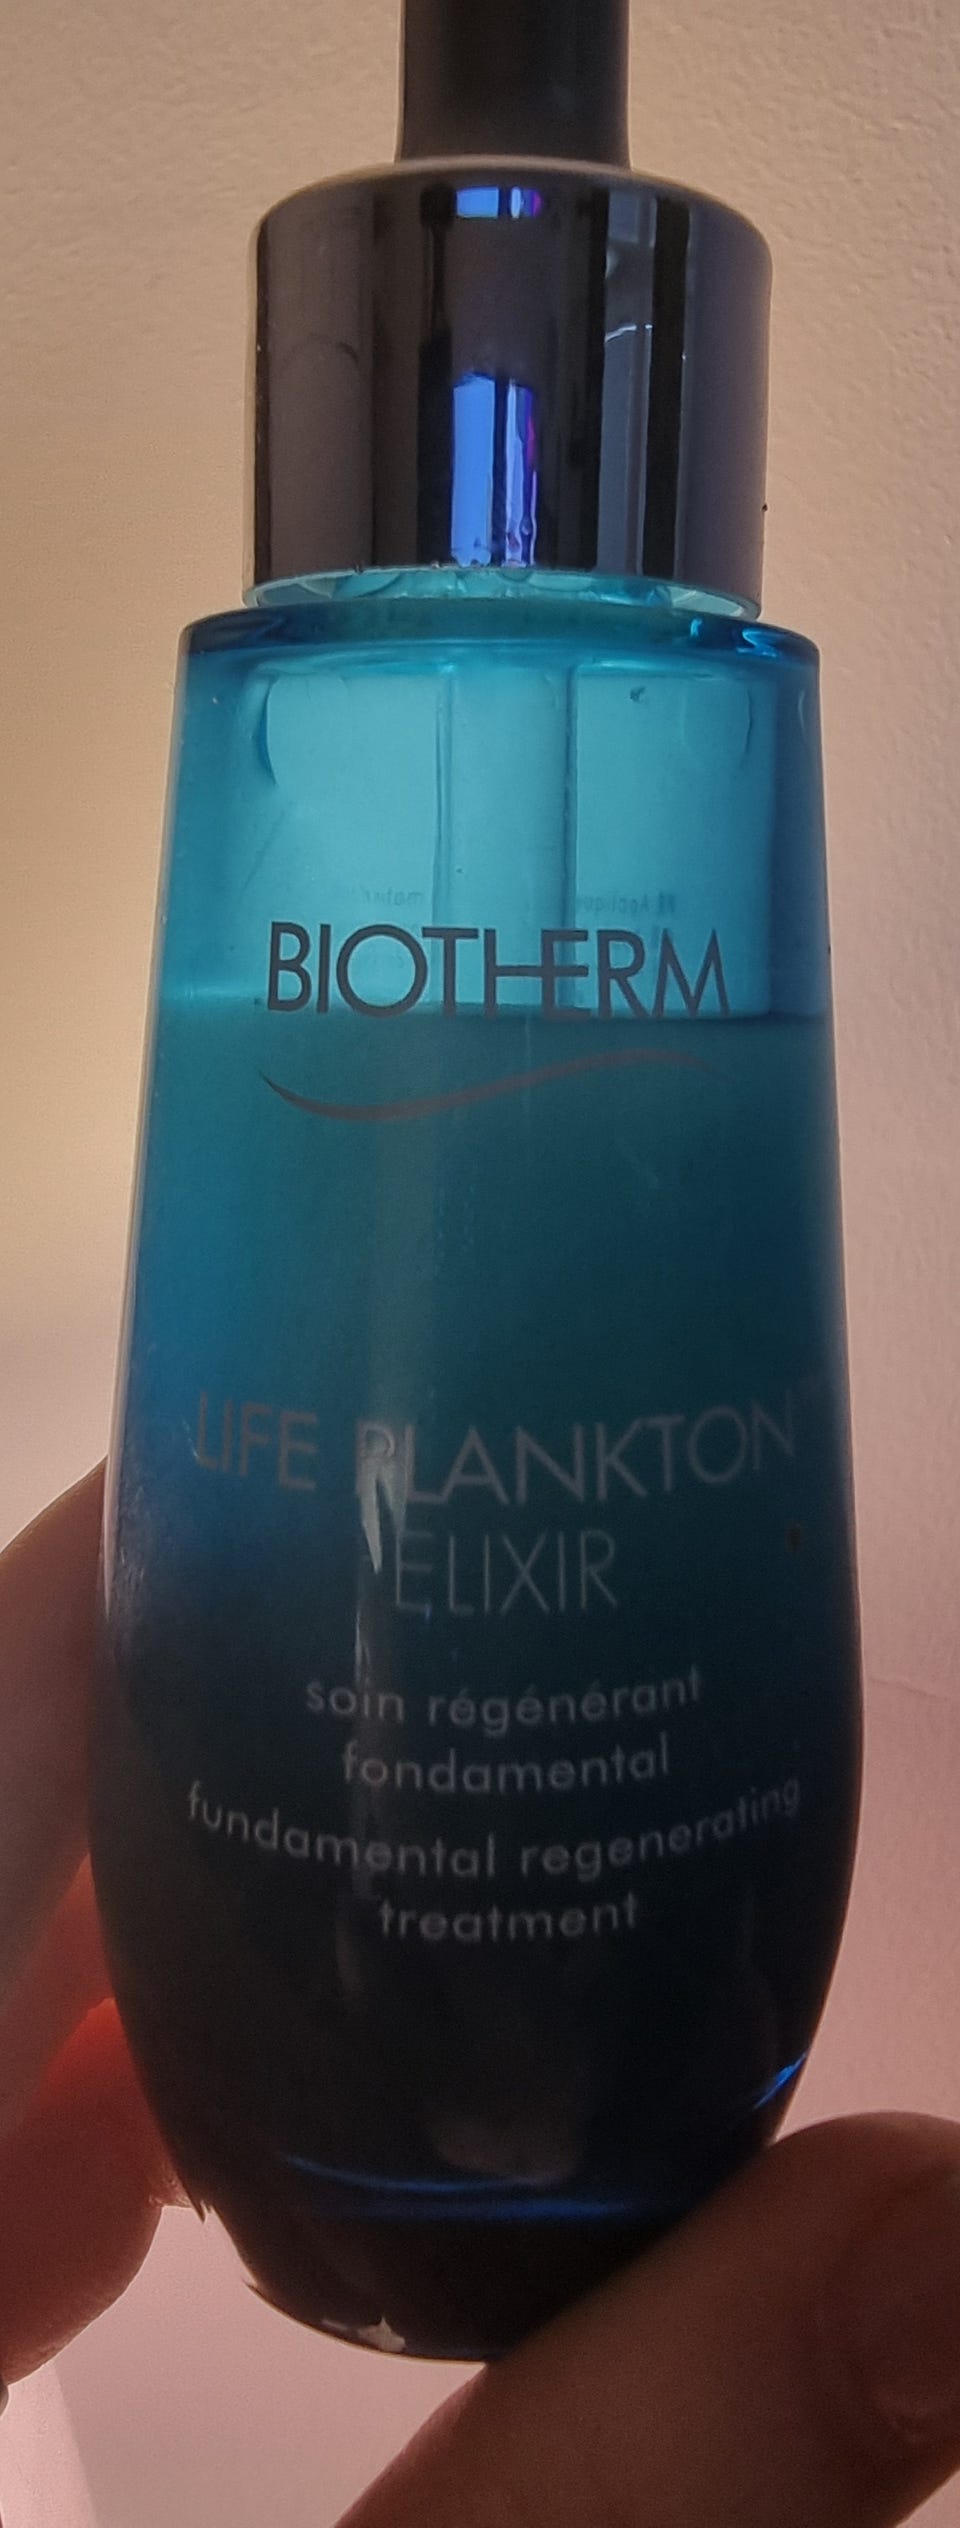 BIOTHERM
LIFE PLANKTON™
ELIXIR
soin régénérant
fondamental
fundamental regenerating
treatment